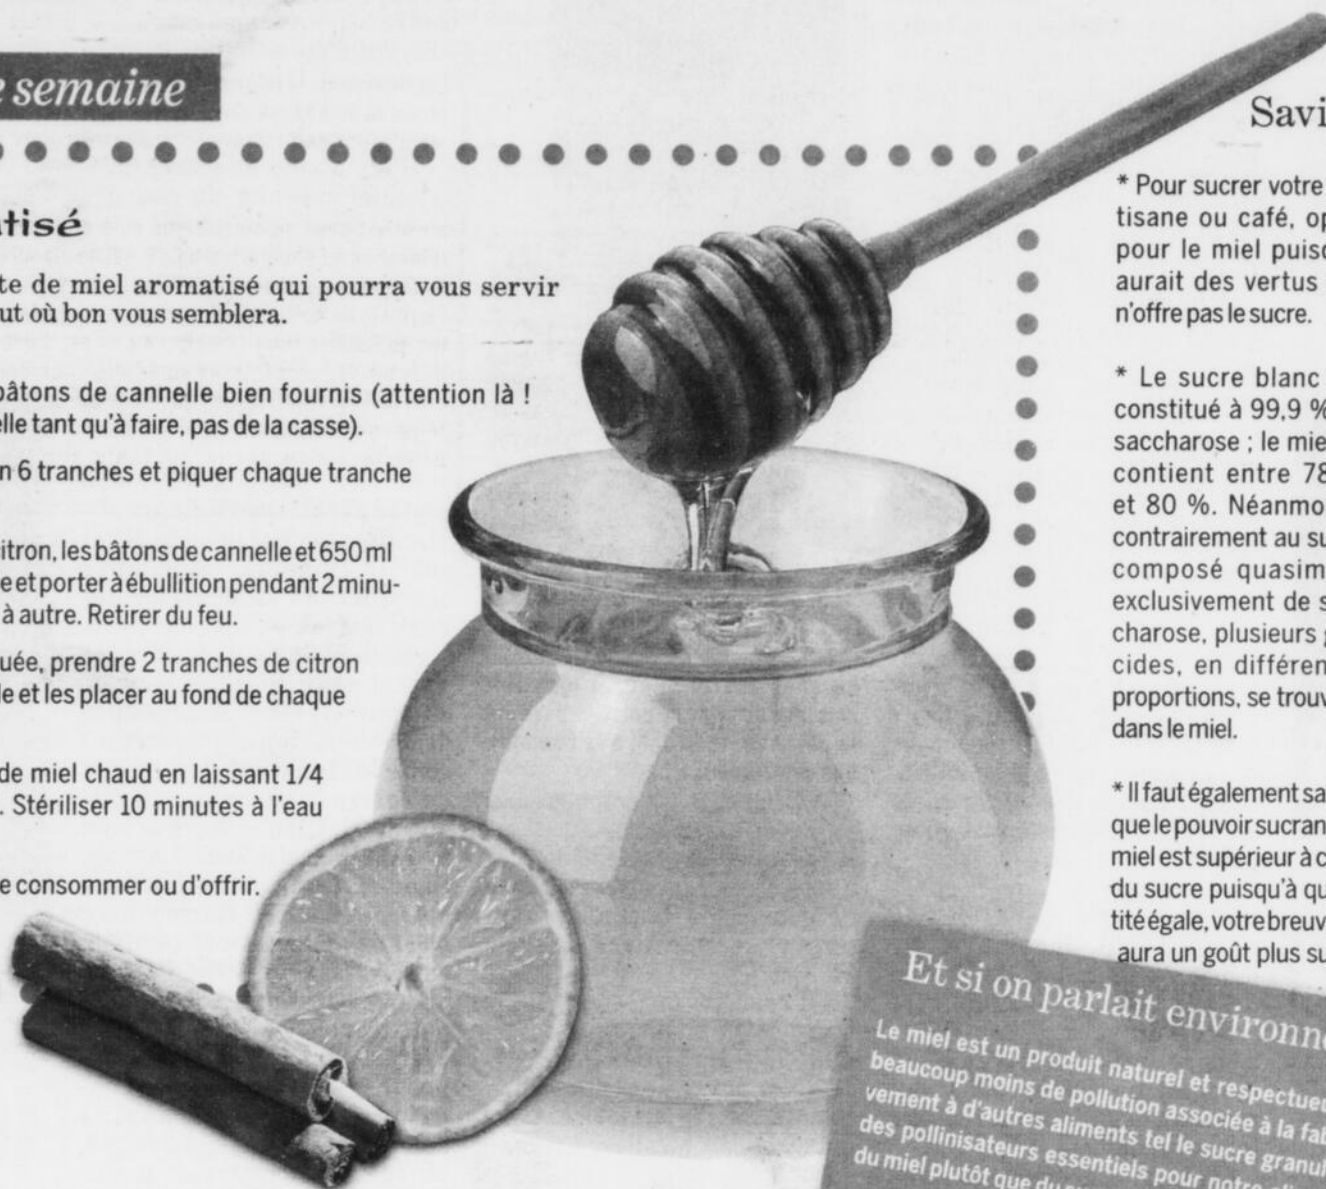 semaine
tisé
te de miel aromatisé qui pourra vous servir
ut où bon vous semblera.
bâtons de cannelle bien fournis (attention là !
elle tant qu'à faire, pas de la casse).
n 6 tranches et piquer chaque tranche
itron, les bâtons de cannelle et 650 ml
e et porter à ébullition pendant 2 minu-
à autre. Retirer du feu.
uée, prendre 2 tranches de citron
le et les placer au fond de chaque
de miel chaud en laissant 1/4
. Stériliser 10 minutes à l'eau
e consommer ou d'offrir.
Savi
* Pour sucrer votre
tisane ou café, op
pour le miel puisq
aurait des vertus
n'offre pas le sucre.
* Le sucre blanc
constitué à 99,9 %
saccharose ; le mie
contient entre 78
et 80 %. Néanmo
contrairement au su
composé quasim
exclusivement de s
charose, plusieurs g
cides, en différen
proportions, se trouv
dans le miel.
* Il faut également sa
que le pouvoir sucran
miel est supérieur à c
du sucre puisqu'à qu
tité égale, votre breuv
aura un goût plus su
Et si on parlait environne
Le miel est un produit naturel et respectueu
beaucoup moins de pollution associée à la fab
vement à d'autres aliments tel le sucre granul
des pollinisateurs essentiels pour notre
du miel plutôt que du